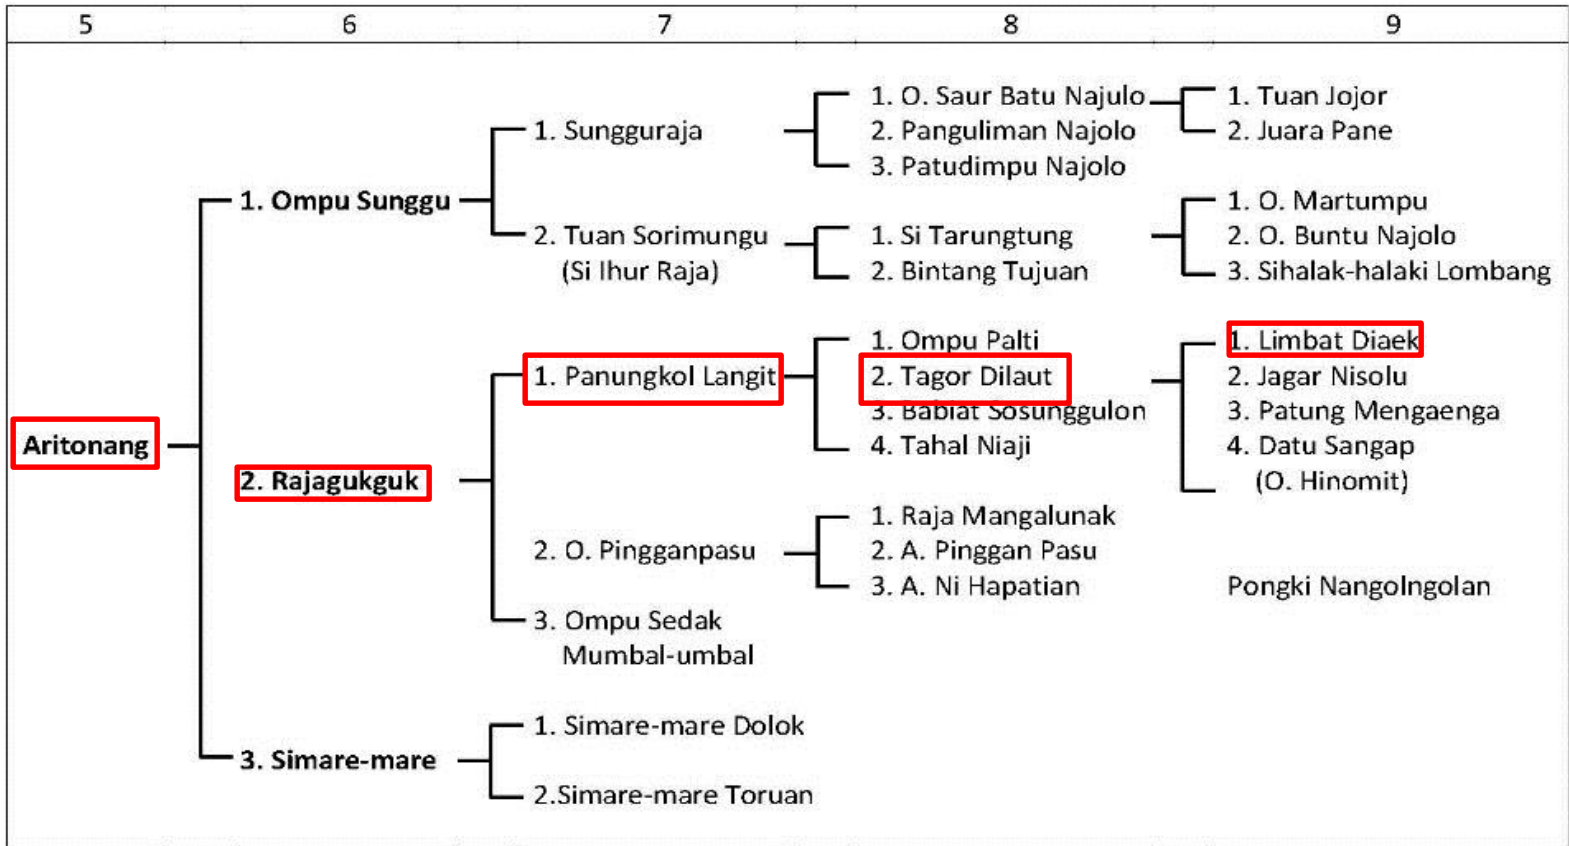 5 6 7 8 9
1. O. Saur Batu Najulo 1. Tuan Jojor
1. Sungguraja 2. Panguliman Najolo 2. Juara Pane
3. Patudimpu Najolo
1. Ompu Sunggu 1. O. Martumpu
2. Tuan Sorimungu 1. Si Tarungtung 2. O. Buntu Najolo
(Si Ihur Raja) 2. Bintang Tujuan 3. Sihalak-halaki Lombang
1. Ompu Palti 1. Limbat Diaek
1. Panungkol Langit 2. Tagor Dilaut 2. Jagar Nisolu
3. Babiat Sosunggulon 3. Patung Mengaenga
Aritonang 4. Tahal Niaji 4. Datu Sangap
2. Rajagukguk (O. Hinomit)
1. Raja Mangalunak
2. O. Pingganpasu 2. A. Pinggan Pasu
3. A. Ni Hapatian Pongki Nangolngolan
3. Ompu Sedak
Mumbal-umbal
1. Simare-mare Dolok
3. Simare-mare
2.Simare-mare Toruan